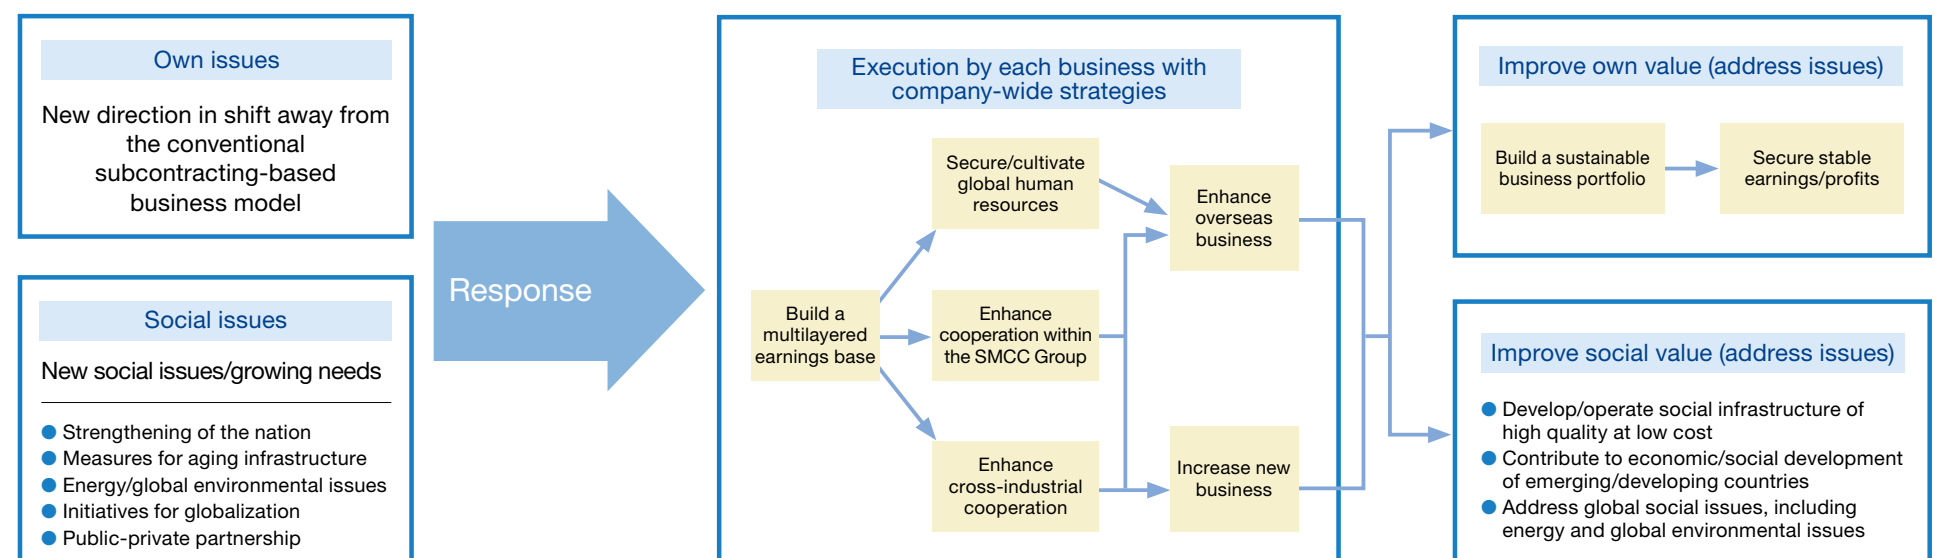 Own issues
New direction in shift away from
the conventional
subcontracting-based
business model
Social issues
New social issues/growing needs
● Strengthening of the nation
● Measures for aging infrastructure
● Energy/global environmental issues
● Initiatives for globalization
● Public-private partnership
Response
Execution by each business with
company-wide strategies
Build a
multilayered
earnings base
Secure/cultivate
global human
resources
Enhance
cooperation within
the SMCC Group
Enhance
cross-industrial
cooperation
Enhance
overseas
business
Increase new
business
Improve own value (address issues)
Build a sustainable
business portfolio
Secure stable
earnings/profits
Improve social value (address issues)
● Develop/operate social infrastructure of
high quality at low cost
● Contribute to economic/social development
of emerging/developing countries
● Address global social issues, including
energy and global environmental issues